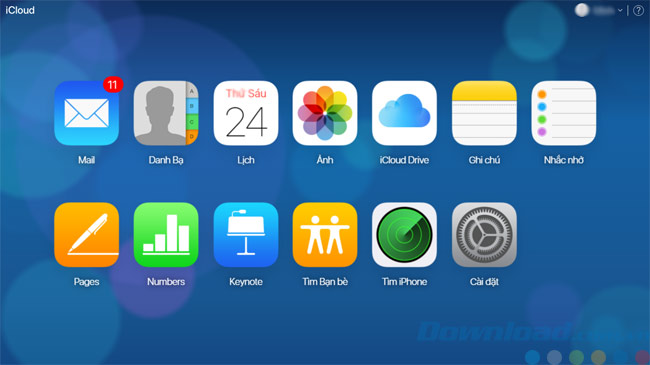 iCloud
11
Thứ Sáu
24
A
B
C
D
Mail
Danh Bạ
Lịch
Ảnh
iCloud Drive
Ghi chú
Nhắc nhở
Pages
Numbers
Keynote
Tìm Bạn bè
Tìm iPhone
Cài đặt
Download